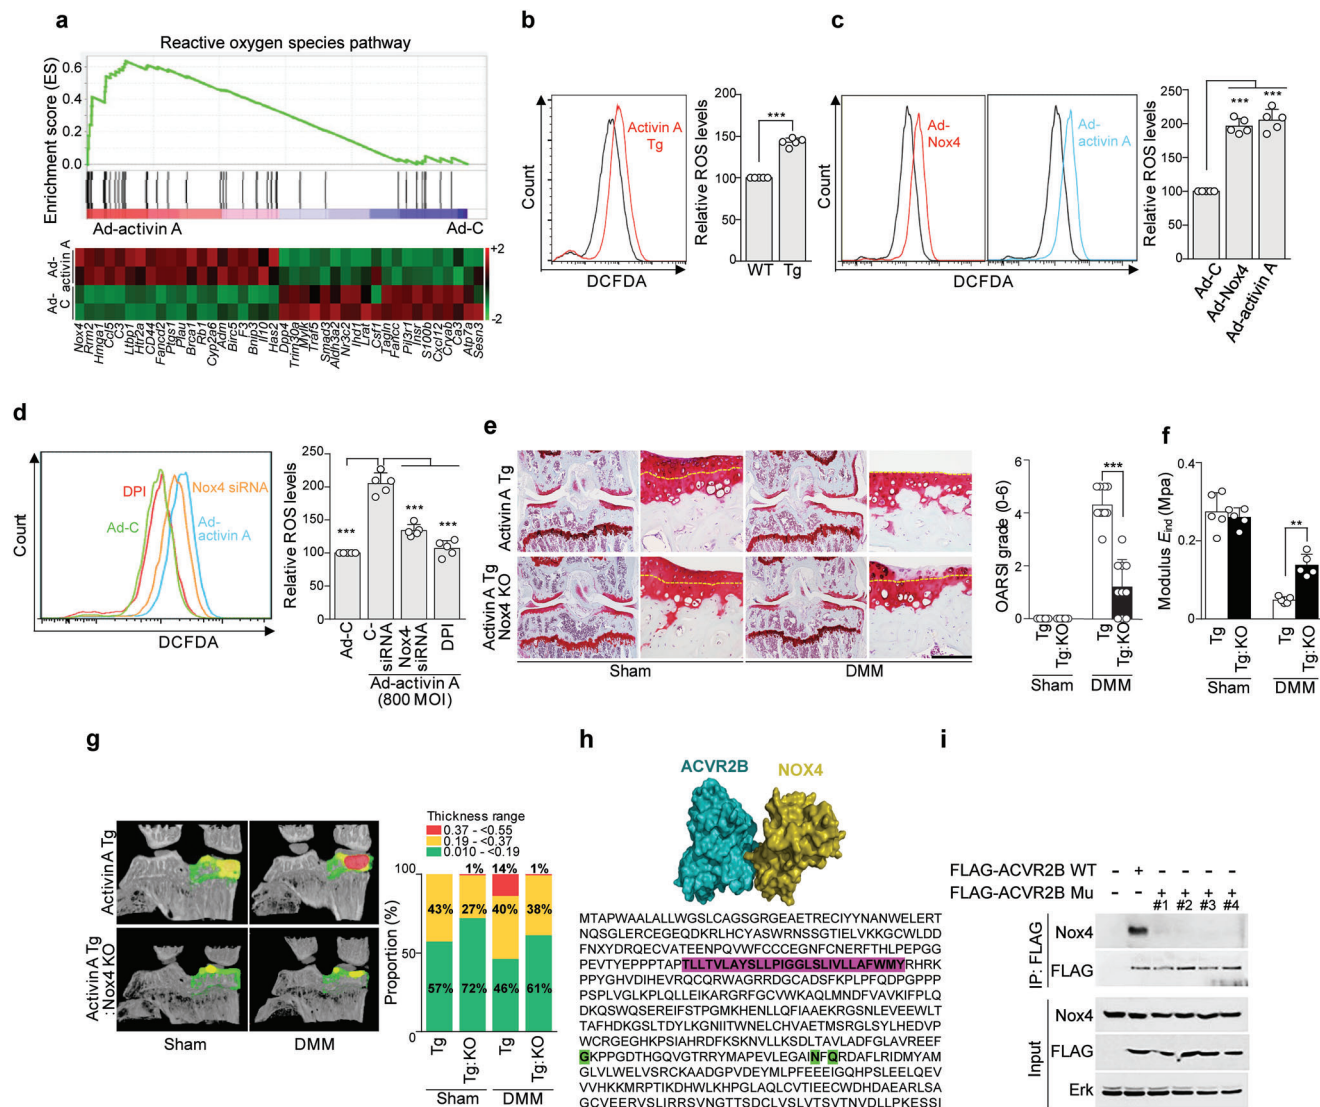 a
Reactive oxygen species pathway
Enrichment score (ES)
0.6
0.4
0.2
0.0
Ad-activin A
Ad-C
Ad-activin A
Ad-C
+2
-2
Nox4
Rrm2
Hmga1
Ccl5
C3
Ltbp1
Htr2a
CD44
Fancd2
Ptgs1
Plau
Brca1
Rb1
Cyp2a6
Adm
Birc5
F3
Bnip3
Il10
Has2
Dpp4
Trim30a
Mylk
Traf5
Smad3
Aldh3a2
Nr3c2
Idh1
Lrat
Csf1
Tagln
Fancc
Pil3r1
Insr
S100b
Cxcl12
Cryab
Ca3
Atp7a
Sesn3
b
Count
Activin A
Tg
DCFDA
Relative ROS levels
200
150
100
50
0
***
WT
Tg
c
Count
Ad-
Nox4
Ad-
activin A
DCFDA
Relative ROS levels
250
200
150
100
50
0
***
***
Ad-C
Ad-Nox4
Ad-activin A
d
Count
DPI
Nox4 siRNA
Ad-C
Ad-
activin A
DCFDA
Relative ROS levels
250
200
150
100
50
0
***
***
***
Ad-C
C-
siRNA
Nox4
siRNA
DPI
Ad-activin A
(800 MOI)
e
Activin A Tg
Activin A Tg
Nox4 KO
Sham
DMM
OARSI grade (0-6)
6
4
2
0
***
Tg
Tg:KO
Tg
Tg:KO
Sham
DMM
f
Modulus Eind (Mpa)
0.4
0.2
0
**
Tg
Tg:KO
Tg
Tg:KO
Sham
DMM
g
Activin A Tg
Activin A Tg
:Nox4 KO
Sham
DMM
Thickness range
0.37 - <0.55
0.19 - <0.37
0.010 - <0.19
Proportion (%)
100
0
1%
14%
1%
43%
27%
40%
38%
57%
72%
46%
61%
Tg
Tg:KO
Tg
Tg:KO
Sham
DMM
h
ACVR2B
NOX4
MTAPWAALALLWGSLCAGSGRGEAETRECIYYNANWELERT
NQSGLERCEGEQDKRLHCYASWRNSSGTIELVKKGCWLDD
FNXYDRQECVATEENPQVWFCCCEGNFCNERFTHLPEPGG
PEVTYEPPPTAPTLLTVLAYSLLPIGGLSLIVLLAFWMYRHRK
PPYGHVDIHEVRQCQRWAGRRDGCADSFKPLPFQDPGPPP
PSPLVGLKPLQLLEIKARGRFGCVWKAQLMNDFVAVKIFPLQ
DKQSWQSEREIFSTPGMKHENLLQFIAAEKRGSNLEVEEWLT
TAFHDKGSLTDYLKGNIITWNELCHVAETMSRGLSYLHEDVP
WCRGEGHKPSIAHRDFKSKNVLLKSDLTAVLADFGLAVREEF
GKPPGDTHGQVGTRRYMAPEVLEGAINFQRDAFLRIDMYAM
GLVLWELVSRCKAADGPVDEYMLPFEEEIGQHPSLEELQEV
VVHKKMRPTIKDHWLKHPGLAQLCVTIEECWDHDAEARLSA
GCVEERVSLIRRSVNGTTSDCLVSLVTSVTNVDLLPKESSI
i
FLAG-ACVR2B WT - + - - - -
FLAG-ACVR2B Mu - - + + + +
#1 #2 #3 #4
IP: FLAG
Nox4
FLAG
Input
Nox4
FLAG
Erk